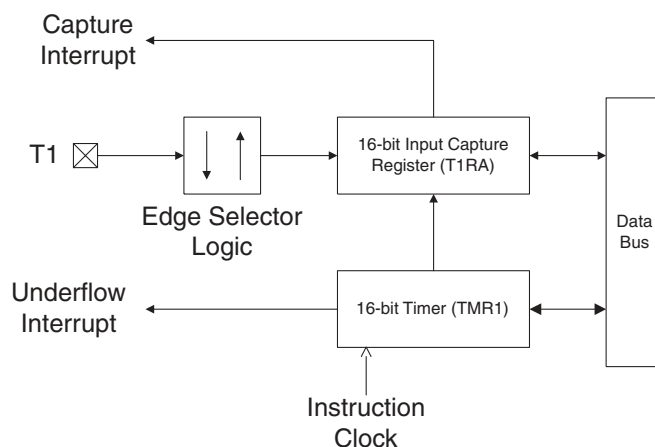 Capture
Interrupt
T1
16-bit Input Capture
Register (T1RA)
Edge Selector
Logic
Data
Bus
Underflow
Interrupt
16-bit Timer (TMR1)
Instruction
Clock